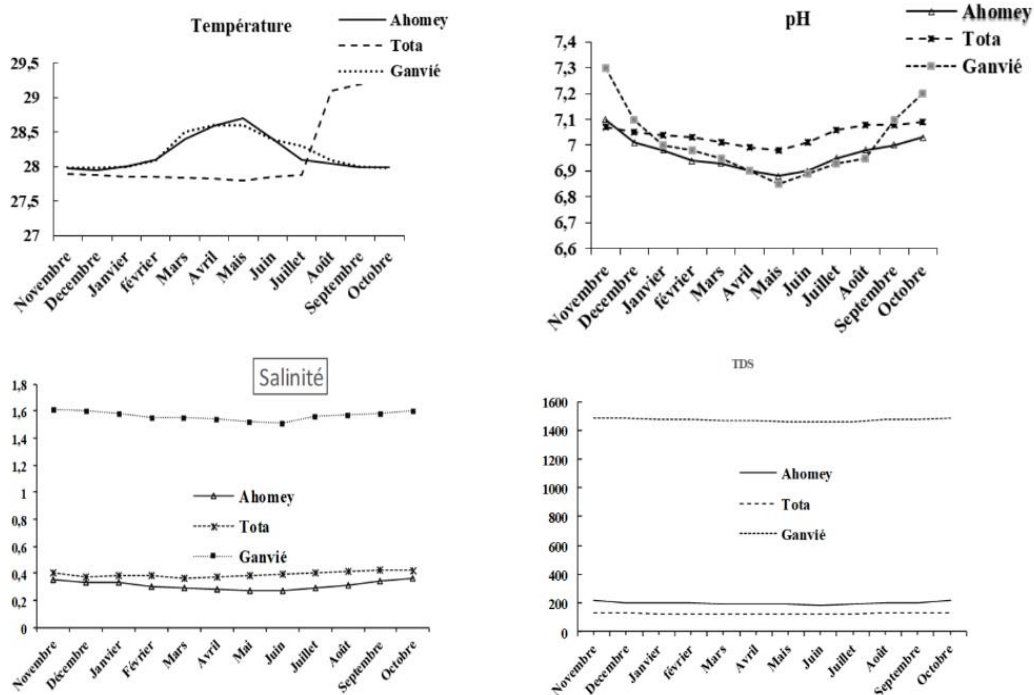 Température
Ahomey
Tota
Ganvié
29,5
29
28,5
28
27,5
27
Novembre
Decembre
Janvier
février
Mars
Avril
Mais
Juin
Juillet
Août
Septembre
Octobre
pH
Ahomey
Tota
Ganvié
7,4
7,3
7,2
7,1
7
6,9
6,8
6,7
6,6
Novembre
Decembre
Janvier
février
Mars
Avril
Mais
Juin
Juillet
Août
Septembre
Octobre
Salinité
1,8
1,6
1,4
1,2
1
0,8
0,6
0,4
0,2
0
Ahomey
Tota
Ganvié
Novembre
Décembre
Janvier
Février
Mars
Avril
Mai
Juin
Juillet
Août
Septembre
Octobre
TDS
1600
1400
1200
1000
800
600
400
200
0
Ahomey
Tota
Ganvié
Novembre
Decembre
Janvier
février
Mars
Avril
Mais
Juin
Juillet
Août
Septembre
Octobre